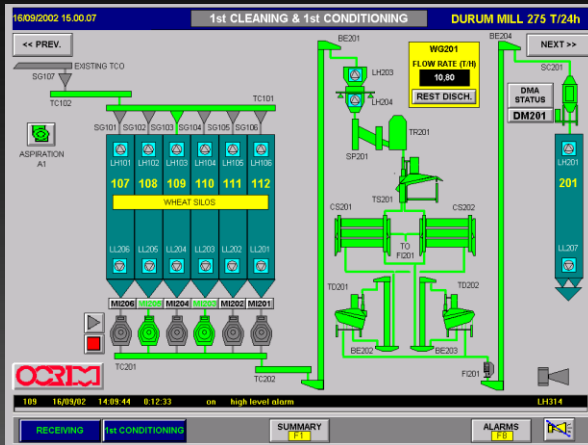 16/09/2002 15.00.07
1st CLEANING & 1st CONDITIONING
DURUM MILL 275 T/24h
<< PREV.
NEXT >>
EXISTING TCO
SG107
TC102
TC101
SG101 SG102 SG103 SG104 SG105 SG106
ASPIRATION
A1
LH101 LH102 LH103 LH104 LH105 LH106
107 108 109 110 111 112
WHEAT SILOS
LL206 LL205 LL204 LL203 LL202 LL201
MI206 MI205 MI204 MI203 MI202 MI201
TC201
TC202
BE201
LH203
LH204
SP201
TR201
WG201
FLOW RATE (T/H)
10,80
REST DISCH.
TS201
CS201
CS202
TO
FI201
TD201
TD202
BE202
BE203
FI201
BE204
SC201
DMA
STATUS
DM201
LH201
201
LL207
OCRIM
109 16/09/02 14:09:44 0:12:33 on high level alarm LH314
RECEIVING
1st CONDITIONING
SUMMARY
F1
ALARMS
F8